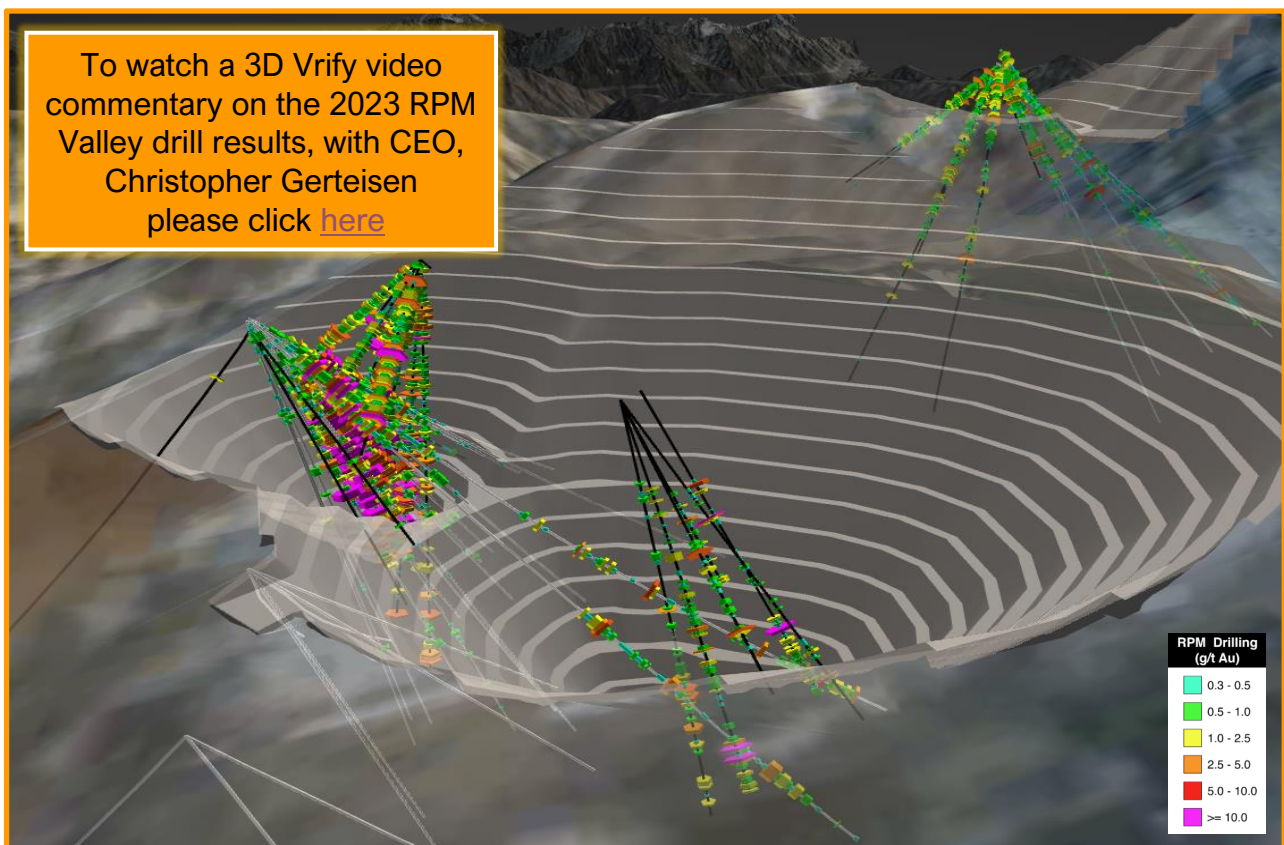 To watch a 3D Vrify video
commentary on the 2023 RPM
Valley drill results, with CEO,
Christopher Gerteisen
please click here
RPM Drilling
(g/t Au)
0.3 - 0.5
0.5 - 1.0
1.0 - 2.5
2.5 - 5.0
5.0 - 10.0
>= 10.0